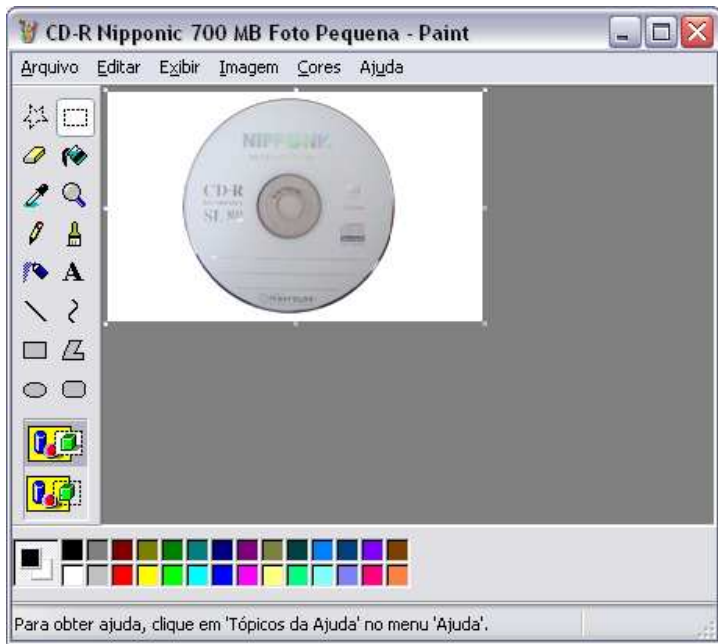 CD-R Nipponic 700 MB Foto Pequena - Paint
Arquivo Editar Exibir Imagem Cores Ajuda
NIPPONIC
CD-R
A
Para obter ajuda, clique em 'Tópicos da Ajuda' no menu 'Ajuda'.